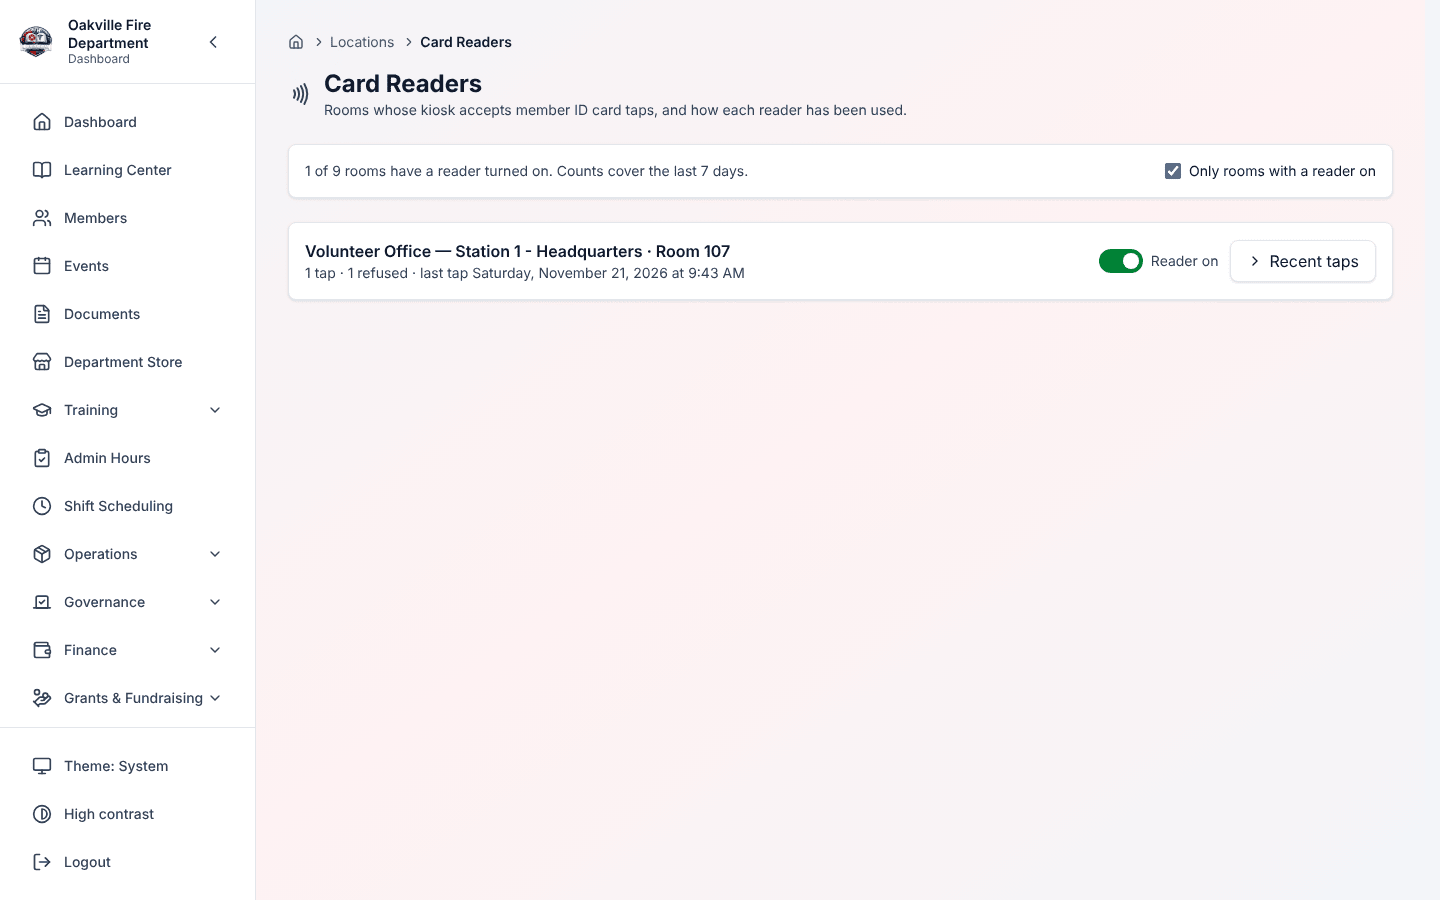 Oakville Fire
Department
Dashboard
Dashboard
Learning Center
Members
Events
Documents
Department Store
Training
Admin Hours
Shift Scheduling
Operations
Governance
Finance
Grants & Fundraising
Theme: System
High contrast
Logout
Locations
Card Readers
Card Readers
Rooms whose kiosk accepts member ID card taps, and how each reader has been used.
1 of 9 rooms have a reader turned on. Counts cover the last 7 days.
Only rooms with a reader on
Volunteer Office — Station 1 - Headquarters · Room 107
1 tap · 1 refused · last tap Saturday, November 21, 2026 at 9:43 AM
Reader on
Recent taps